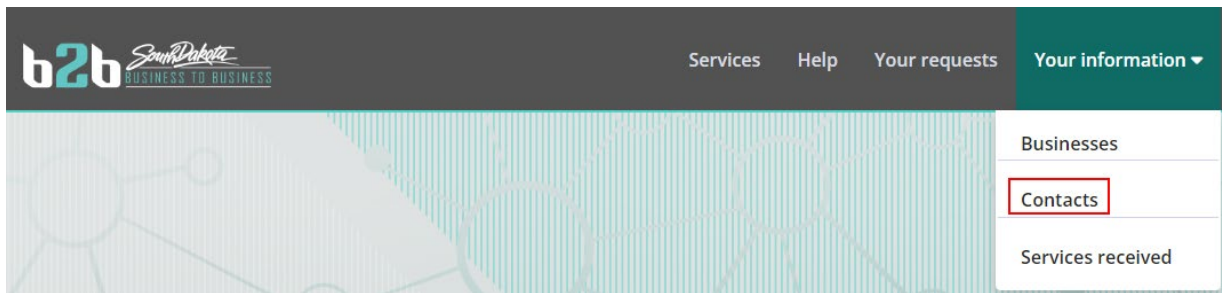 b2b South Dakota
BUSINESS TO BUSINESS
Services Help Your requests Your information
Businesses
Contacts
Services received